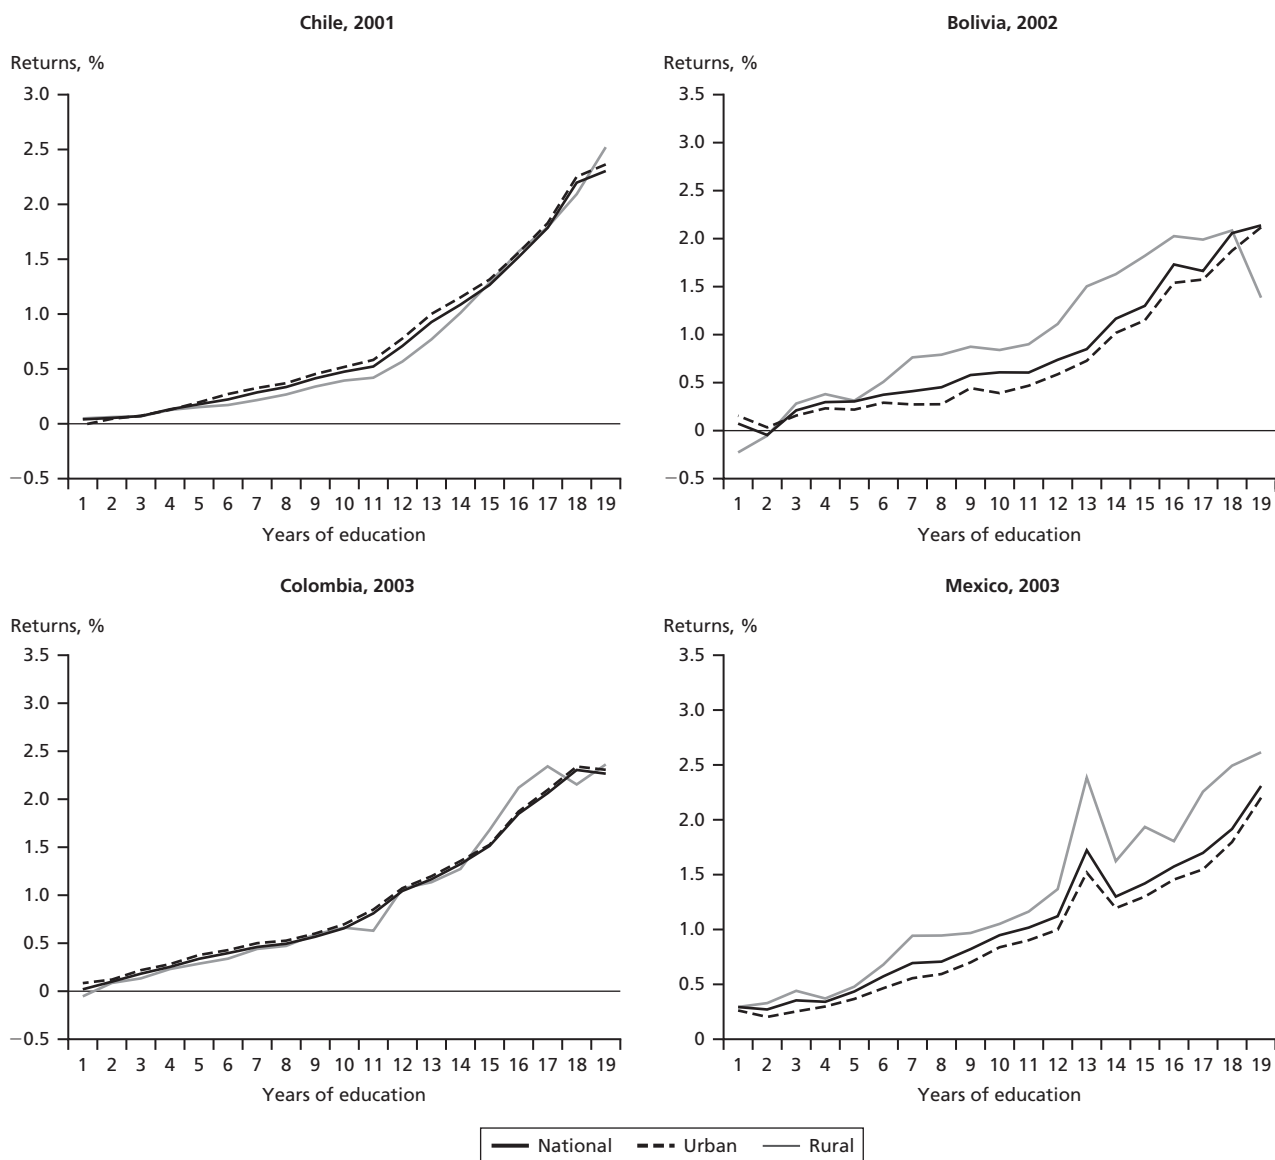 Chile, 2001
Returns, %
3.0
2.5
2.0
1.5
1.0
0.5
0
−0.5
1 2 3 4 5 6 7 8 9 10 11 12 13 14 15 16 17 18 19
Years of education
Bolivia, 2002
Returns, %
3.5
3.0
2.5
2.0
1.5
1.0
0.5
0
−0.5
1 2 3 4 5 6 7 8 9 10 11 12 13 14 15 16 17 18 19
Years of education
Colombia, 2003
Returns, %
3.5
3.0
2.5
2.0
1.5
1.0
0.5
0
−0.5
1 2 3 4 5 6 7 8 9 10 11 12 13 14 15 16 17 18 19
Years of education
Mexico, 2003
Returns, %
3.5
3.0
2.5
2.0
1.5
1.0
0.5
0
1 2 3 4 5 6 7 8 9 10 11 12 13 14 15 16 17 18 19
Years of education
National Urban Rural